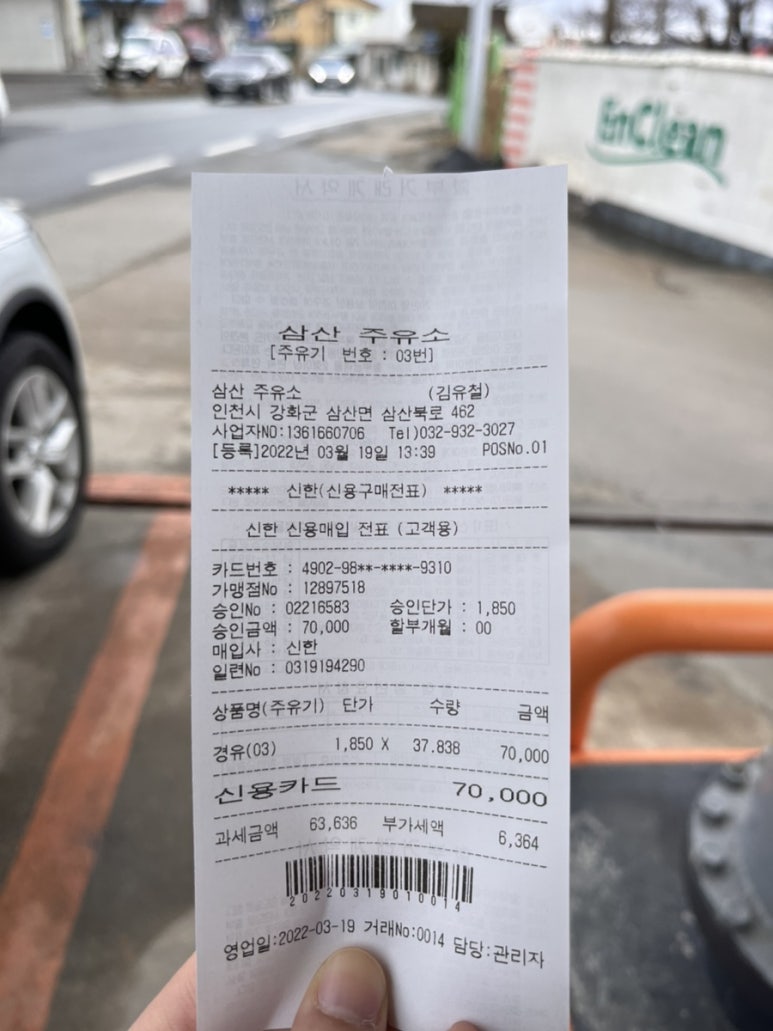 EnClean
삼산 주유소
[주유기 번호 : 03번]
삼산 주유소 (김유철)
인천시 강화군 삼산면 삼산북로 462
사업자NO:1361660706 Tel)032-932-3027
[등록]2022년 03월 19일 13:39 POSNo.01
***** 신한(신용구매전표) *****
신한 신용매입 전표 (고객용)
카드번호 : 4902-98**-****-9310
가맹점No : 12897518
승인No : 02216583 승인단가 : 1,850
승인금액 : 70,000 할부개월 : 00
매입사 : 신한
일련No : 0319194290
상품명(주유기) 단가 수량 금액
경유(03) 1,850 X 37.838 70,000
신용카드 70,000
과세금액 63,636 부가세액 6,364
20220319010014
영업일:2022-03-19 거래No:0014 담당:관리자